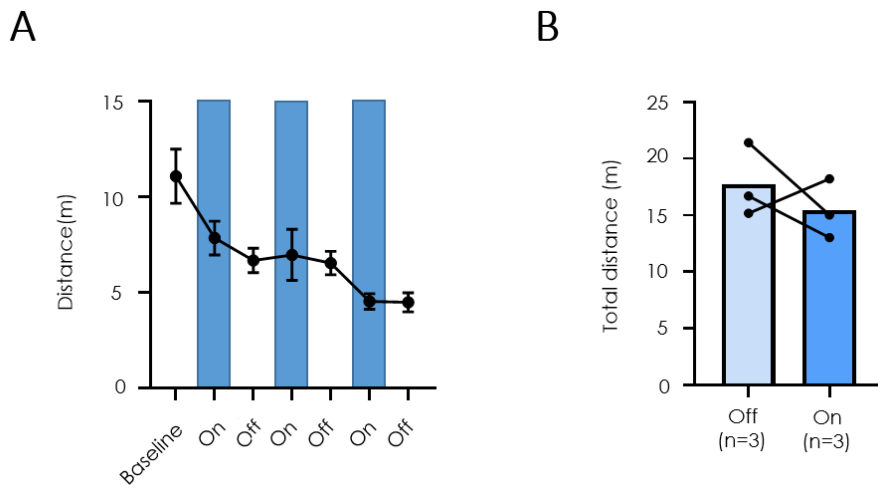 A
B
Distance(m)
15
10
5
0
Baseline
On
Off
On
Off
On
Off
Total distance (m)
25
20
15
10
5
0
Off
(n=3)
On
(n=3)